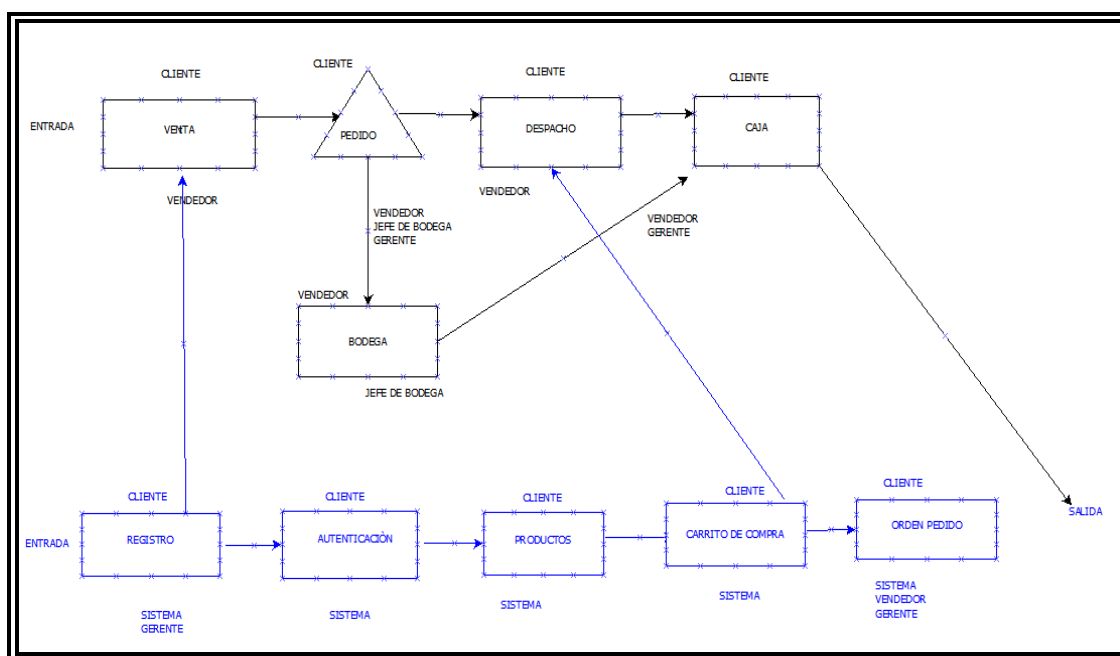 CLIENTE
CLIENTE
CLIENTE
CLIENTE
ENTRADA
VENTA
PEDIDO
DESPACHO
CAJA
VENDEDOR
VENDEDOR
VENDEDOR
JEFE DE BODEGA
GERENTE
VENDEDOR
GERENTE
VENDEDOR
BODEGA
JEFE DE BODEGA
CLIENTE
CLIENTE
CLIENTE
CLIENTE
CLIENTE
SALIDA
ENTRADA
REGISTRO
AUTENTICACIÒN
PRODUCTOS
CARRITO DE COMPRA
ORDEN PEDIDO
SISTEMA
GERENTE
SISTEMA
SISTEMA
SISTEMA
SISTEMA
VENDEDOR
GERENTE